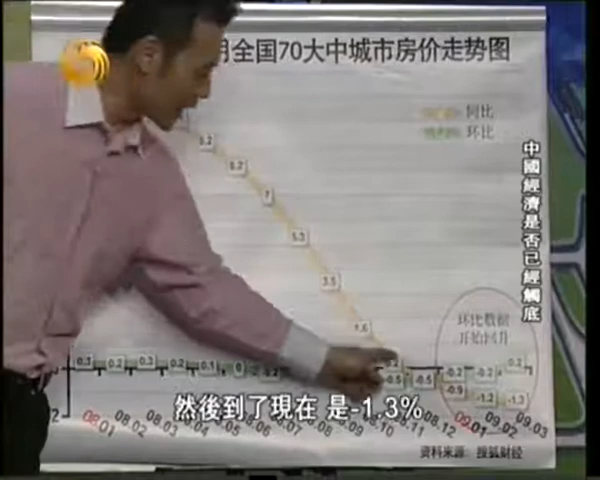 月全国70大中城市房价走势图
同比
环比
中國經濟是否已經觸底
9.2
8.2
7
5.3
3.5
1.6
环比数据
开始回升
0.3 0.2 0.3 0.2 0.1 0
-0.5 -0.5 -0.2 -0.2 0.2
-0.9 -1.2 -1.3
然後到了現在 是-1.3%
08.01 08.02 08.03 08.04 08.05 08.06 08.07 08.08 08.09 08.10 08.11 08.12 09.01 09.02 09.03
资料来源: 搜狐财经